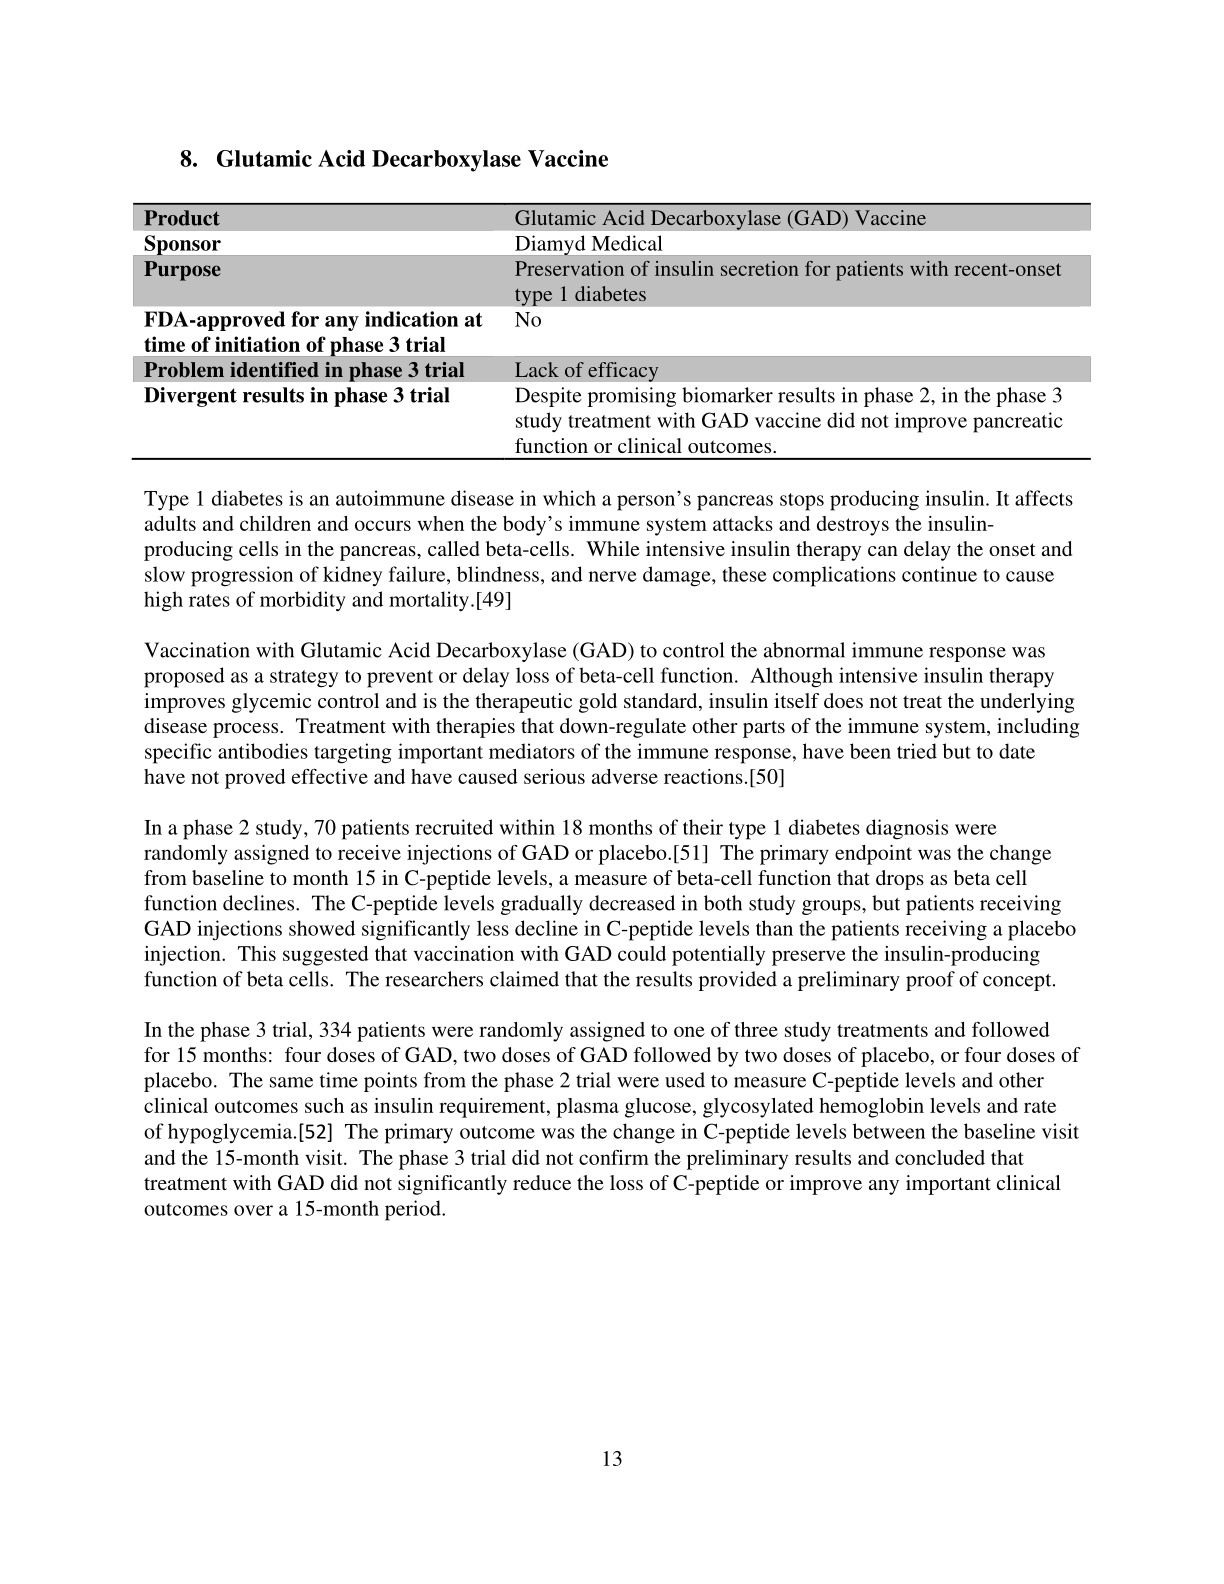 8. Glutamic Acid Decarboxylase Vaccine
Product Glutamic Acid Decarboxylase (GAD) Vaccine
Sponsor Diamyd Medical
Purpose Preservation of insulin secretion for patients with recent-onset
type 1 diabetes
FDA-approved for any indication at No
time of initiation of phase 3 trial
Problem identified in phase 3 trial Lack of efficacy
Divergent results in phase 3 trial Despite promising biomarker results in phase 2, in the phase 3
study treatment with GAD vaccine did not improve pancreatic
function or clinical outcomes.
Type 1 diabetes is an autoimmune disease in which a person’s pancreas stops producing insulin. It affects
adults and children and occurs when the body’s immune system attacks and destroys the insulin-
producing cells in the pancreas, called beta-cells. While intensive insulin therapy can delay the onset and
slow progression of kidney failure, blindness, and nerve damage, these complications continue to cause
high rates of morbidity and mortality.[49]
Vaccination with Glutamic Acid Decarboxylase (GAD) to control the abnormal immune response was
proposed as a strategy to prevent or delay loss of beta-cell function. Although intensive insulin therapy
improves glycemic control and is the therapeutic gold standard, insulin itself does not treat the underlying
disease process. Treatment with therapies that down-regulate other parts of the immune system, including
specific antibodies targeting important mediators of the immune response, have been tried but to date
have not proved effective and have caused serious adverse reactions.[50]
In a phase 2 study, 70 patients recruited within 18 months of their type 1 diabetes diagnosis were
randomly assigned to receive injections of GAD or placebo.[51] The primary endpoint was the change
from baseline to month 15 in C-peptide levels, a measure of beta-cell function that drops as beta cell
function declines. The C-peptide levels gradually decreased in both study groups, but patients receiving
GAD injections showed significantly less decline in C-peptide levels than the patients receiving a placebo
injection. This suggested that vaccination with GAD could potentially preserve the insulin-producing
function of beta cells. The researchers claimed that the results provided a preliminary proof of concept.
In the phase 3 trial, 334 patients were randomly assigned to one of three study treatments and followed
for 15 months: four doses of GAD, two doses of GAD followed by two doses of placebo, or four doses of
placebo. The same time points from the phase 2 trial were used to measure C-peptide levels and other
clinical outcomes such as insulin requirement, plasma glucose, glycosylated hemoglobin levels and rate
of hypoglycemia.[52] The primary outcome was the change in C-peptide levels between the baseline visit
and the 15-month visit. The phase 3 trial did not confirm the preliminary results and concluded that
treatment with GAD did not significantly reduce the loss of C-peptide or improve any important clinical
outcomes over a 15-month period.
13